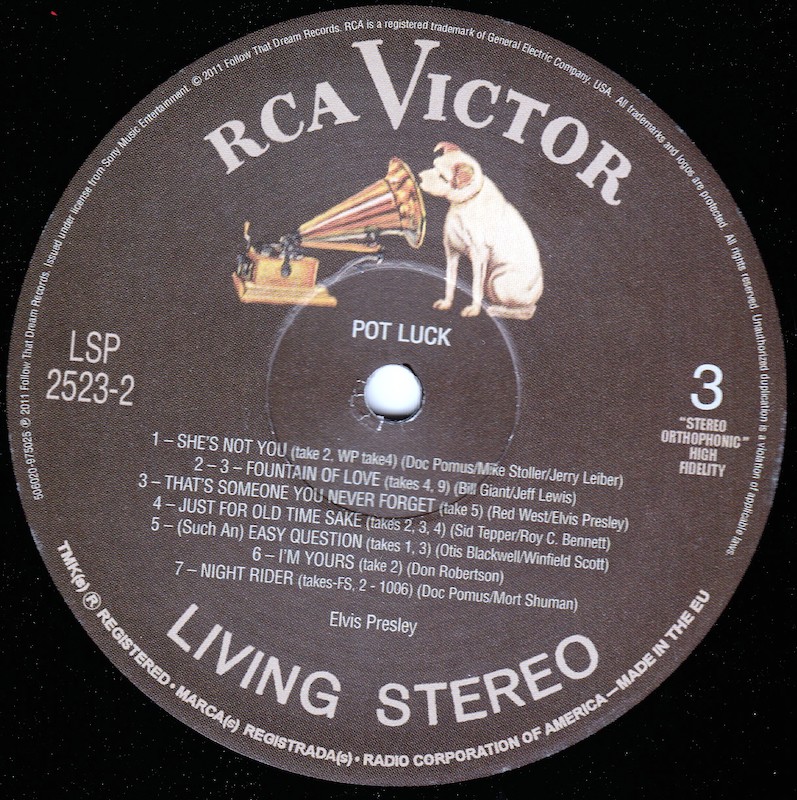 506020-975025 ℗ 2011 Follow That Dream Records. Issued under license from Sony Music Entertainment. © 2011 Follow That Dream Records. RCA is a registered trademark of General Electric Company, USA. All trademarks and logos are protected. All rights reserved. Unauthorized duplication is a violation of applicable laws.
RCA VICTOR
POT LUCK
LSP
2523-2
3
"STEREO
ORTHOPHONIC"
HIGH
FIDELITY
1 – SHE'S NOT YOU (take 2, WP take4) (Doc Pomus/Mike Stoller/Jerry Leiber)
2 – 3 – FOUNTAIN OF LOVE (takes 4, 9) (Bill Giant/Jeff Lewis)
3 – THAT'S SOMEONE YOU NEVER FORGET (take 5) (Red West/Elvis Presley)
4 – JUST FOR OLD TIME SAKE (takes 2, 3, 4) (Sid Tepper/Roy C. Bennett)
5 – (Such An) EASY QUESTION (takes 1, 3) (Otis Blackwell/Winfield Scott)
6 – I'M YOURS (take 2) (Don Robertson)
7 – NIGHT RIDER (takes-FS, 2 - 1006) (Doc Pomus/Mort Shuman)
Elvis Presley
LIVING STEREO
TMK(s) ® REGISTERED • MARCA(s) REGISTRADA(s) • RADIO CORPORATION OF AMERICA — MADE IN THE EU